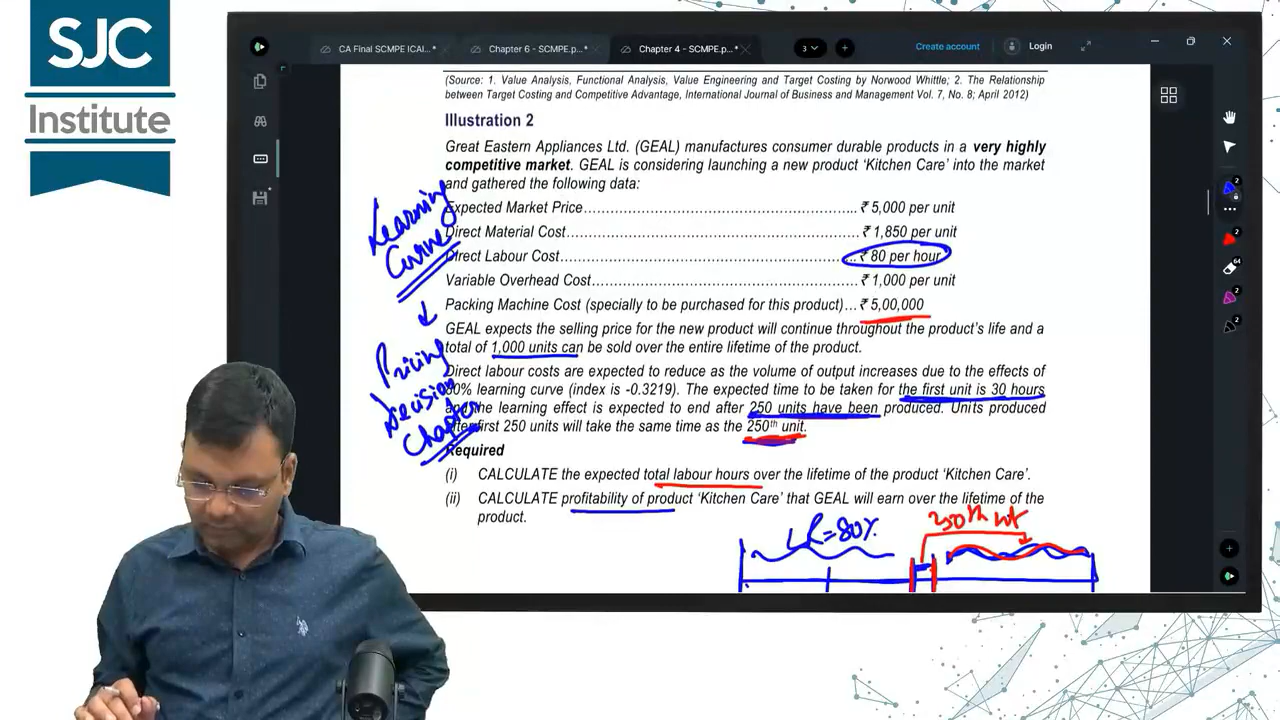 SJC
Institute
CA Final SCMPE ICAI...*
Chapter 6 - SCMPE.p...*
Chapter 4 - SCMPE.p...*
3
Create account
Login
(Source: 1. Value Analysis, Functional Analysis, Value Engineering and Target Costing by Norwood Whittle; 2. The Relationship
between Target Costing and Competitive Advantage, International Journal of Business and Management Vol. 7, No. 8; April 2012)
Illustration 2
Great Eastern Appliances Ltd. (GEAL) manufactures consumer durable products in a very highly
competitive market. GEAL is considering launching a new product 'Kitchen Care' into the market
and gathered the following data:
Expected Market Price.......................................................... ₹ 5,000 per unit
Direct Material Cost.............................................................. ₹ 1,850 per unit
Direct Labour Cost................................................................ ₹ 80 per hour
Variable Overhead Cost........................................................ ₹ 1,000 per unit
Packing Machine Cost (specially to be purchased for this product)... ₹ 5,00,000
GEAL expects the selling price for the new product will continue throughout the product's life and a
total of 1,000 units can be sold over the entire lifetime of the product.
Direct labour costs are expected to reduce as the volume of output increases due to the effects of
80% learning curve (index is -0.3219). The expected time to be taken for the first unit is 30 hours
and the learning effect is expected to end after 250 units have been produced. Units produced
after first 250 units will take the same time as the 250th unit.
Required
(i) CALCULATE the expected total labour hours over the lifetime of the product 'Kitchen Care'.
(ii) CALCULATE profitability of product 'Kitchen Care' that GEAL will earn over the lifetime of the
product.
Learning
Curve
Pricing
Decision
Chapter
LR=80%
250th ut
2
2
64
2
2